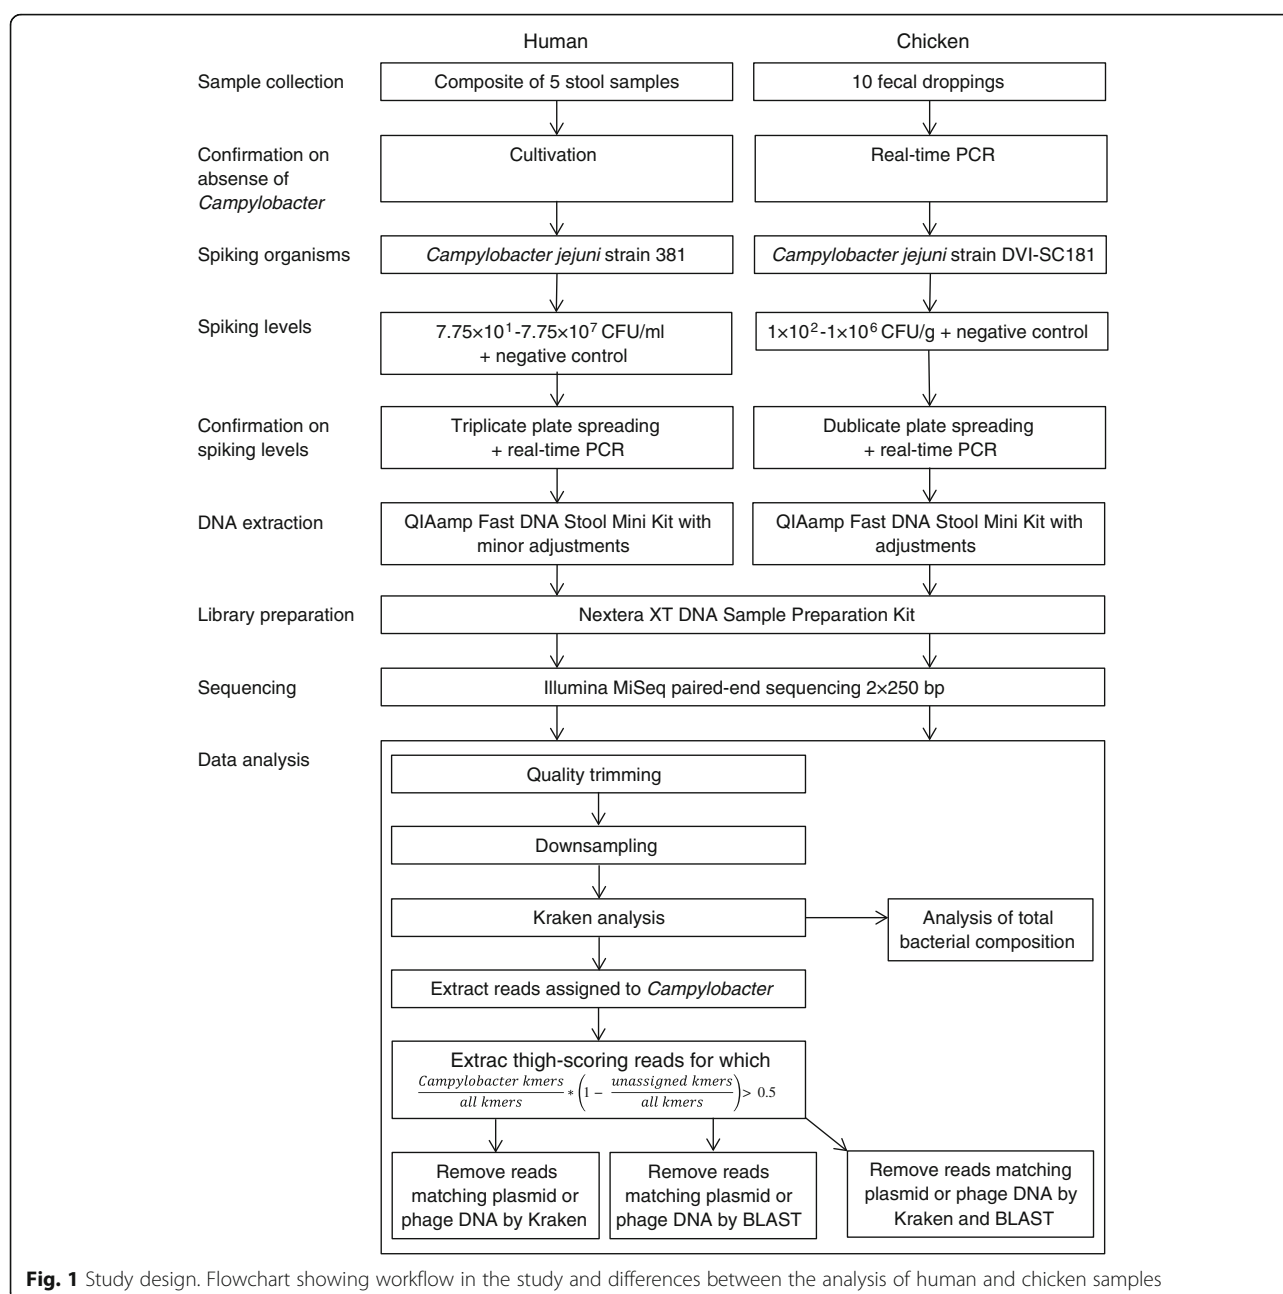 Human Chicken
Sample collection
Composite of 5 stool samples
10 fecal droppings
Confirmation on
absense of
Campylobacter
Cultivation
Real-time PCR
Spiking organisms
Campylobacter jejuni strain 381
Campylobacter jejuni strain DVI-SC181
Spiking levels
7.75×10¹-7.75×10⁷ CFU/ml
+ negative control
1×10²-1×10⁶ CFU/g + negative control
Confirmation on
spiking levels
Triplicate plate spreading
+ real-time PCR
Dublicate plate spreading
+ real-time PCR
DNA extraction
QIAamp Fast DNA Stool Mini Kit with
minor adjustments
QIAamp Fast DNA Stool Mini Kit with
adjustments
Library preparation
Nextera XT DNA Sample Preparation Kit
Sequencing
Illumina MiSeq paired-end sequencing 2×250 bp
Data analysis
Quality trimming
Downsampling
Kraken analysis
Analysis of total
bacterial composition
Extract reads assigned to Campylobacter
Extrac thigh-scoring reads for which
Campylobacter kmers / all kmers * (1 − unassigned kmers / all kmers) > 0.5
Remove reads
matching plasmid or
phage DNA by Kraken
Remove reads
matching plasmid or
phage DNA by BLAST
Remove reads matching
plasmid or phage DNA by
Kraken and BLAST
Fig. 1 Study design. Flowchart showing workflow in the study and differences between the analysis of human and chicken samples